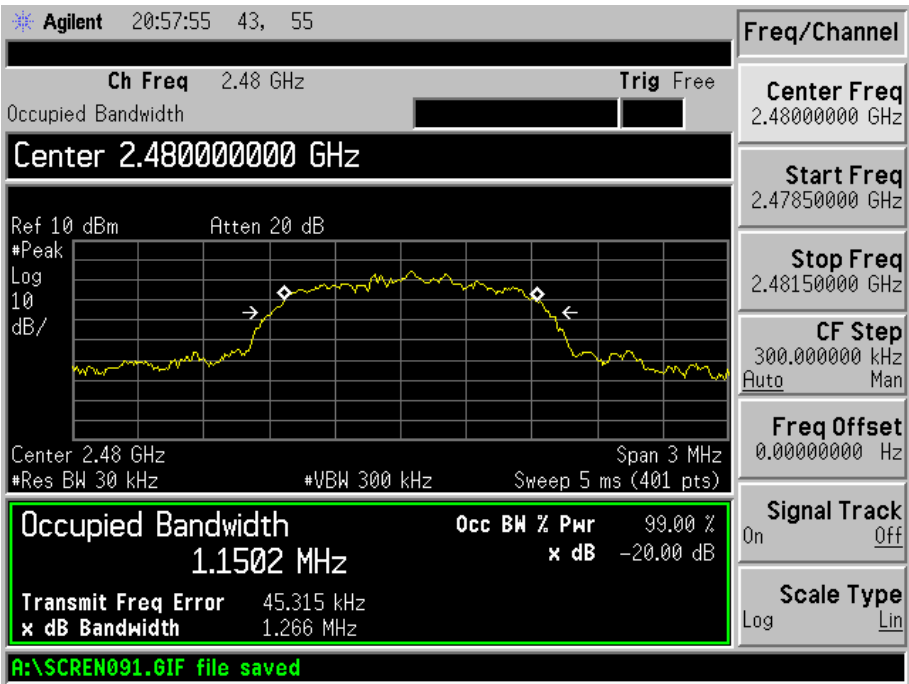 Agilent 20:57:55 43, 55
Ch Freq 2.48 GHz Trig Free
Occupied Bandwidth
Center 2.480000000 GHz
Ref 10 dBm Atten 20 dB
#Peak
Log
10
dB/
Center 2.48 GHz Span 3 MHz
#Res BW 30 kHz #VBW 300 kHz Sweep 5 ms (401 pts)
Occupied Bandwidth
1.1502 MHz
Occ BW % Pwr 99.00 %
x dB -20.00 dB
Transmit Freq Error 45.315 kHz
x dB Bandwidth 1.266 MHz
A:\SCREN091.GIF file saved
Freq/Channel
Center Freq
2.48000000 GHz
Start Freq
2.47850000 GHz
Stop Freq
2.48150000 GHz
CF Step
300.000000 kHz
Auto Man
Freq Offset
0.00000000 Hz
Signal Track
On Off
Scale Type
Log Lin